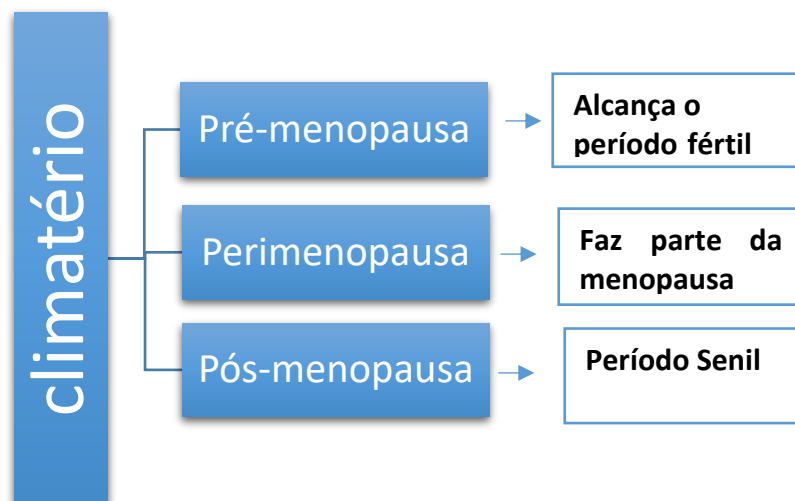 climatério
Pré-menopausa
Alcança o
período fértil
Perimenopausa
Faz parte da
menopausa
Pós-menopausa
Período Senil